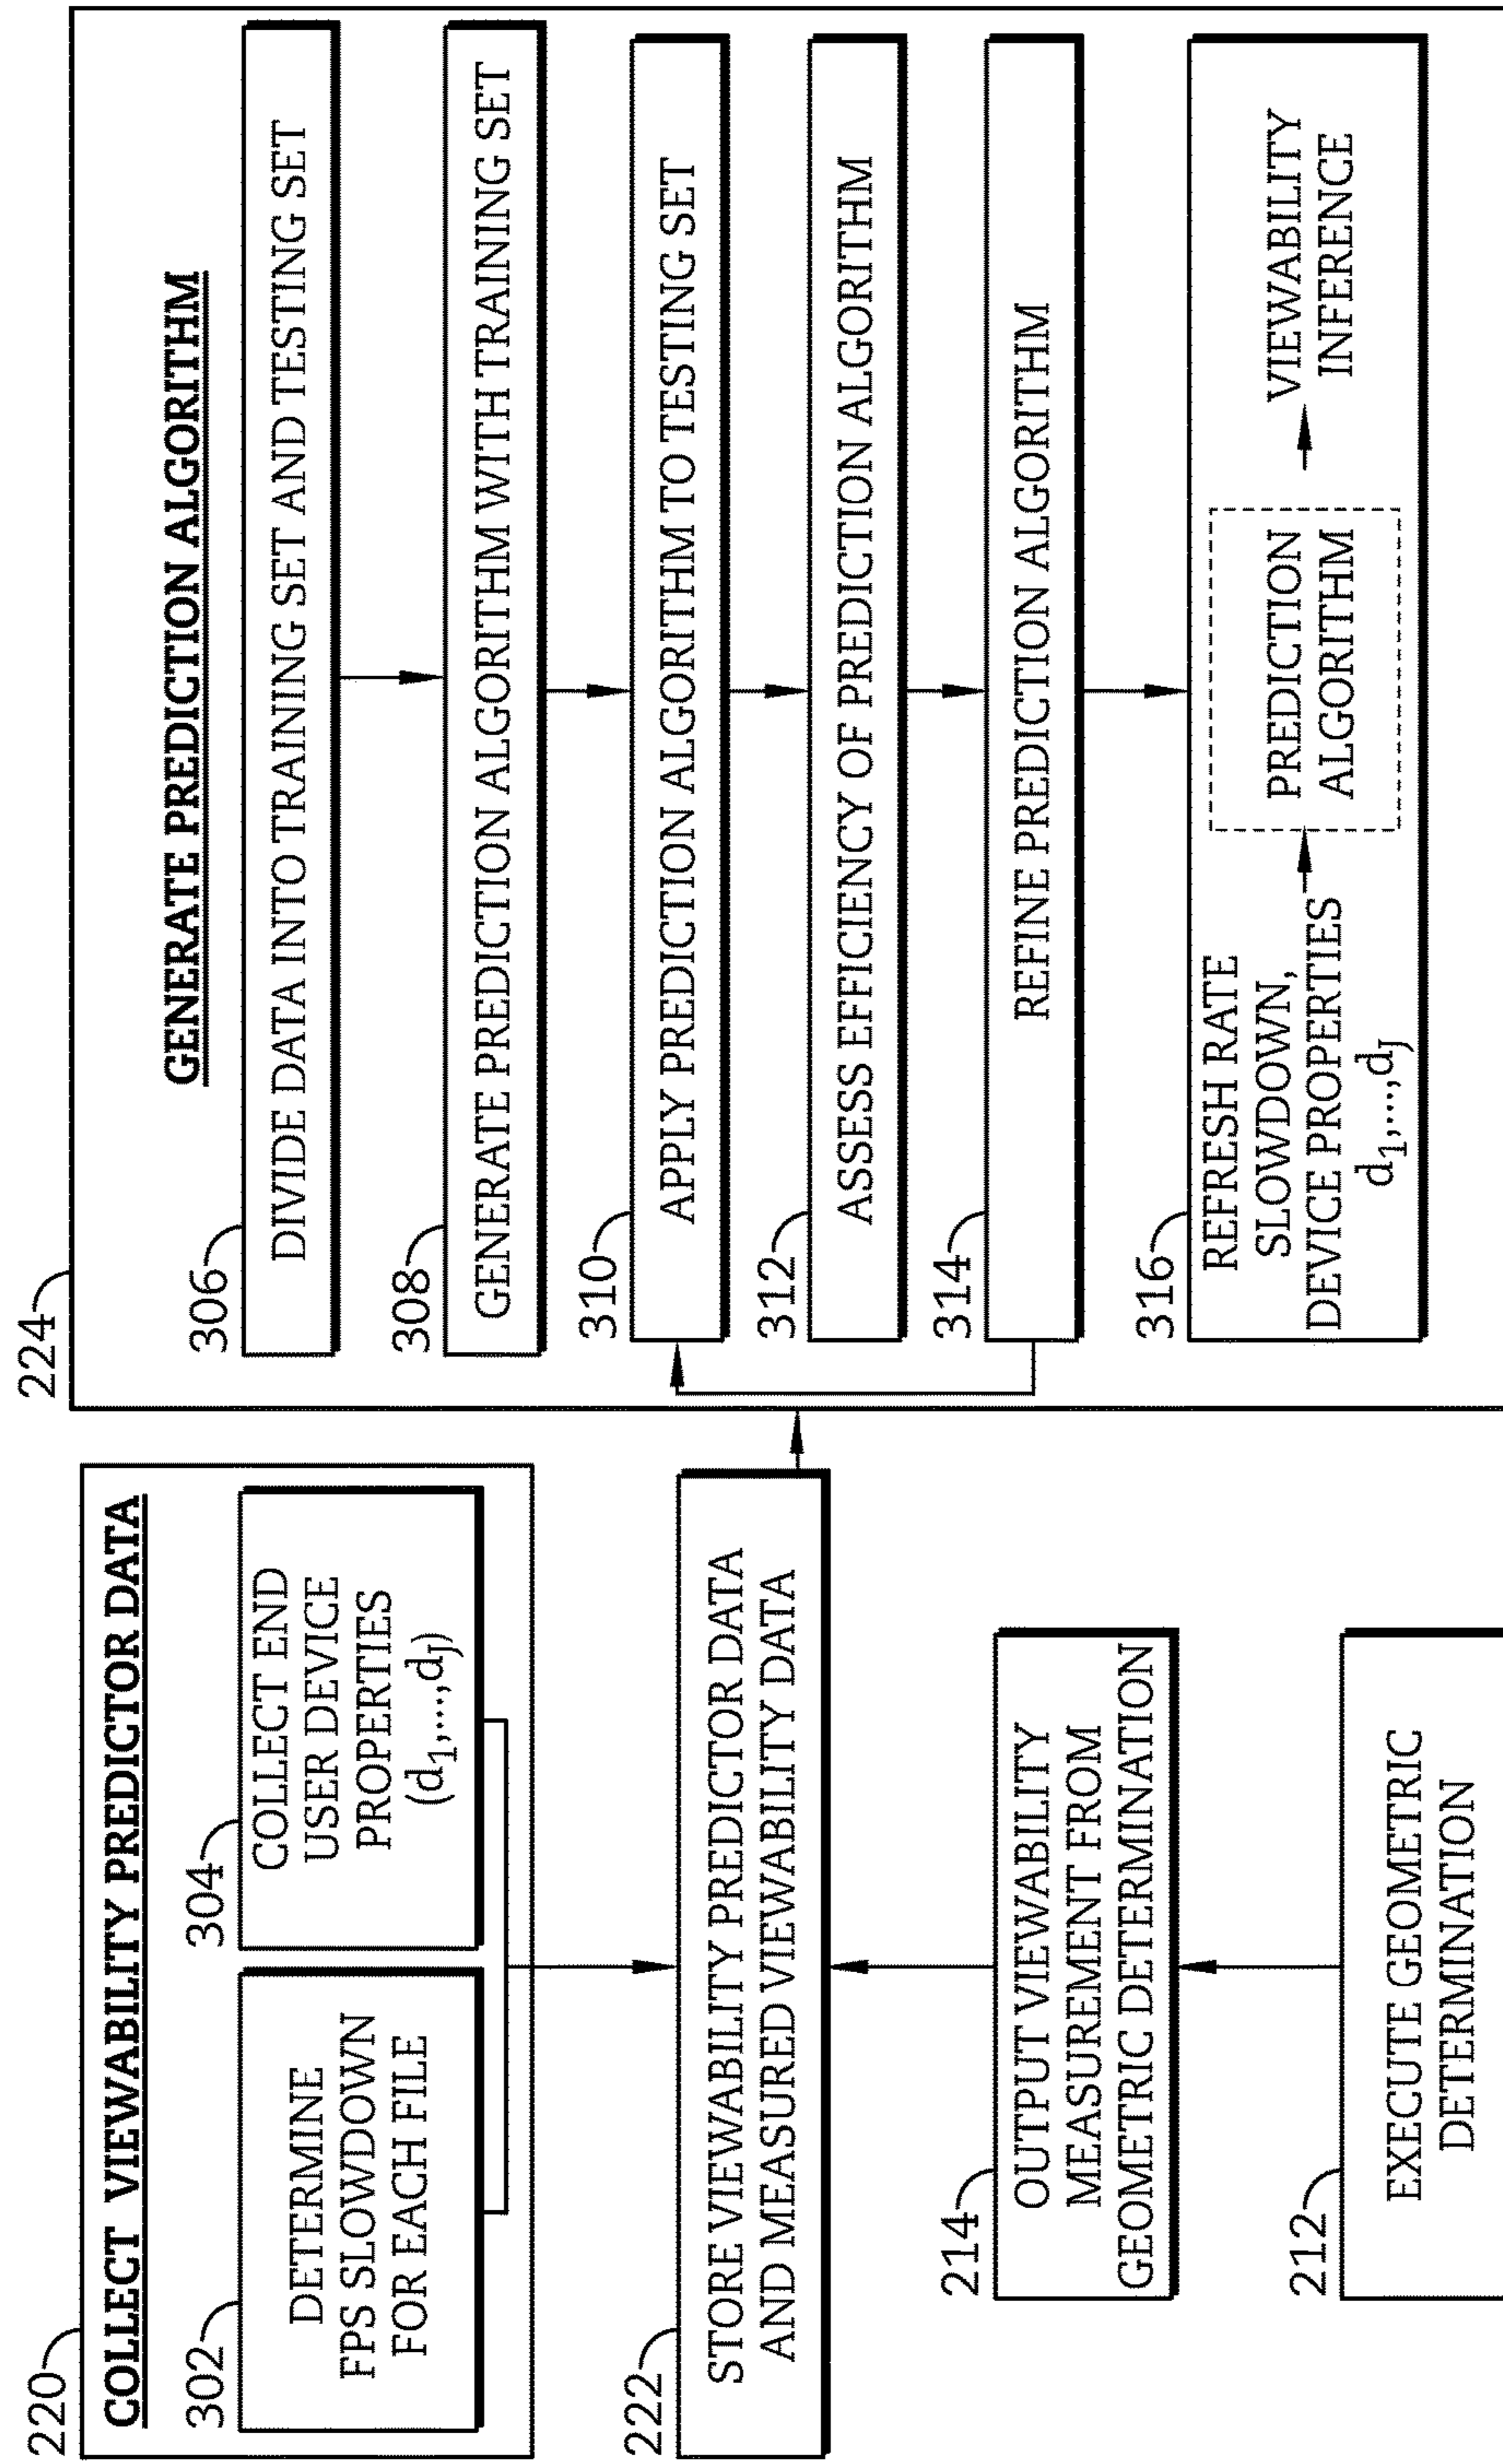 220
COLLECT VIEWABILITY PREDICTOR DATA
302
DETERMINE
FPS SLOWDOWN
FOR EACH FILE
304
COLLECT END
USER DEVICE
PROPERTIES
(d1,...,dJ)
222
STORE VIEWABILITY PREDICTOR DATA
AND MEASURED VIEWABILITY DATA
214
OUTPUT VIEWABILITY
MEASUREMENT FROM
GEOMETRIC DETERMINATION
212
EXECUTE GEOMETRIC
DETERMINATION
224
GENERATE PREDICTION ALGORITHM
306
DIVIDE DATA INTO TRAINING SET AND TESTING SET
308
GENERATE PREDICTION ALGORITHM WITH TRAINING SET
310
APPLY PREDICTION ALGORITHM TO TESTING SET
312
ASSESS EFFICIENCY OF PREDICTION ALGORITHM
314
REFINE PREDICTION ALGORITHM
316
REFRESH RATE
SLOWDOWN,
DEVICE PROPERTIES
d1,...,dJ
PREDICTION
ALGORITHM
VIEWABILITY
INFERENCE